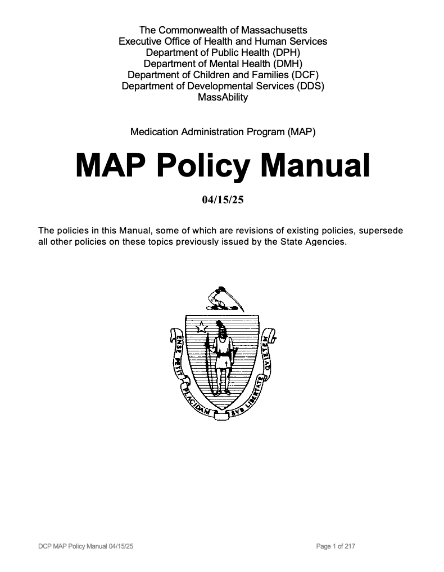 The Commonwealth of Massachusetts
Executive Office of Health and Human Services
Department of Public Health (DPH)
Department of Mental Health (DMH)
Department of Children and Families (DCF)
Department of Developmental Services (DDS)
MassAbility
Medication Administration Program (MAP)
MAP Policy Manual
04/15/25
The policies in this Manual, some of which are revisions of existing policies, supersede
all other policies on these topics previously issued by the State Agencies.
ENSE PETIT
PLACIDAM
SVB LIBERTATE
QVIETEM
DCP MAP Policy Manual 04/15/25
Page 1 of 217